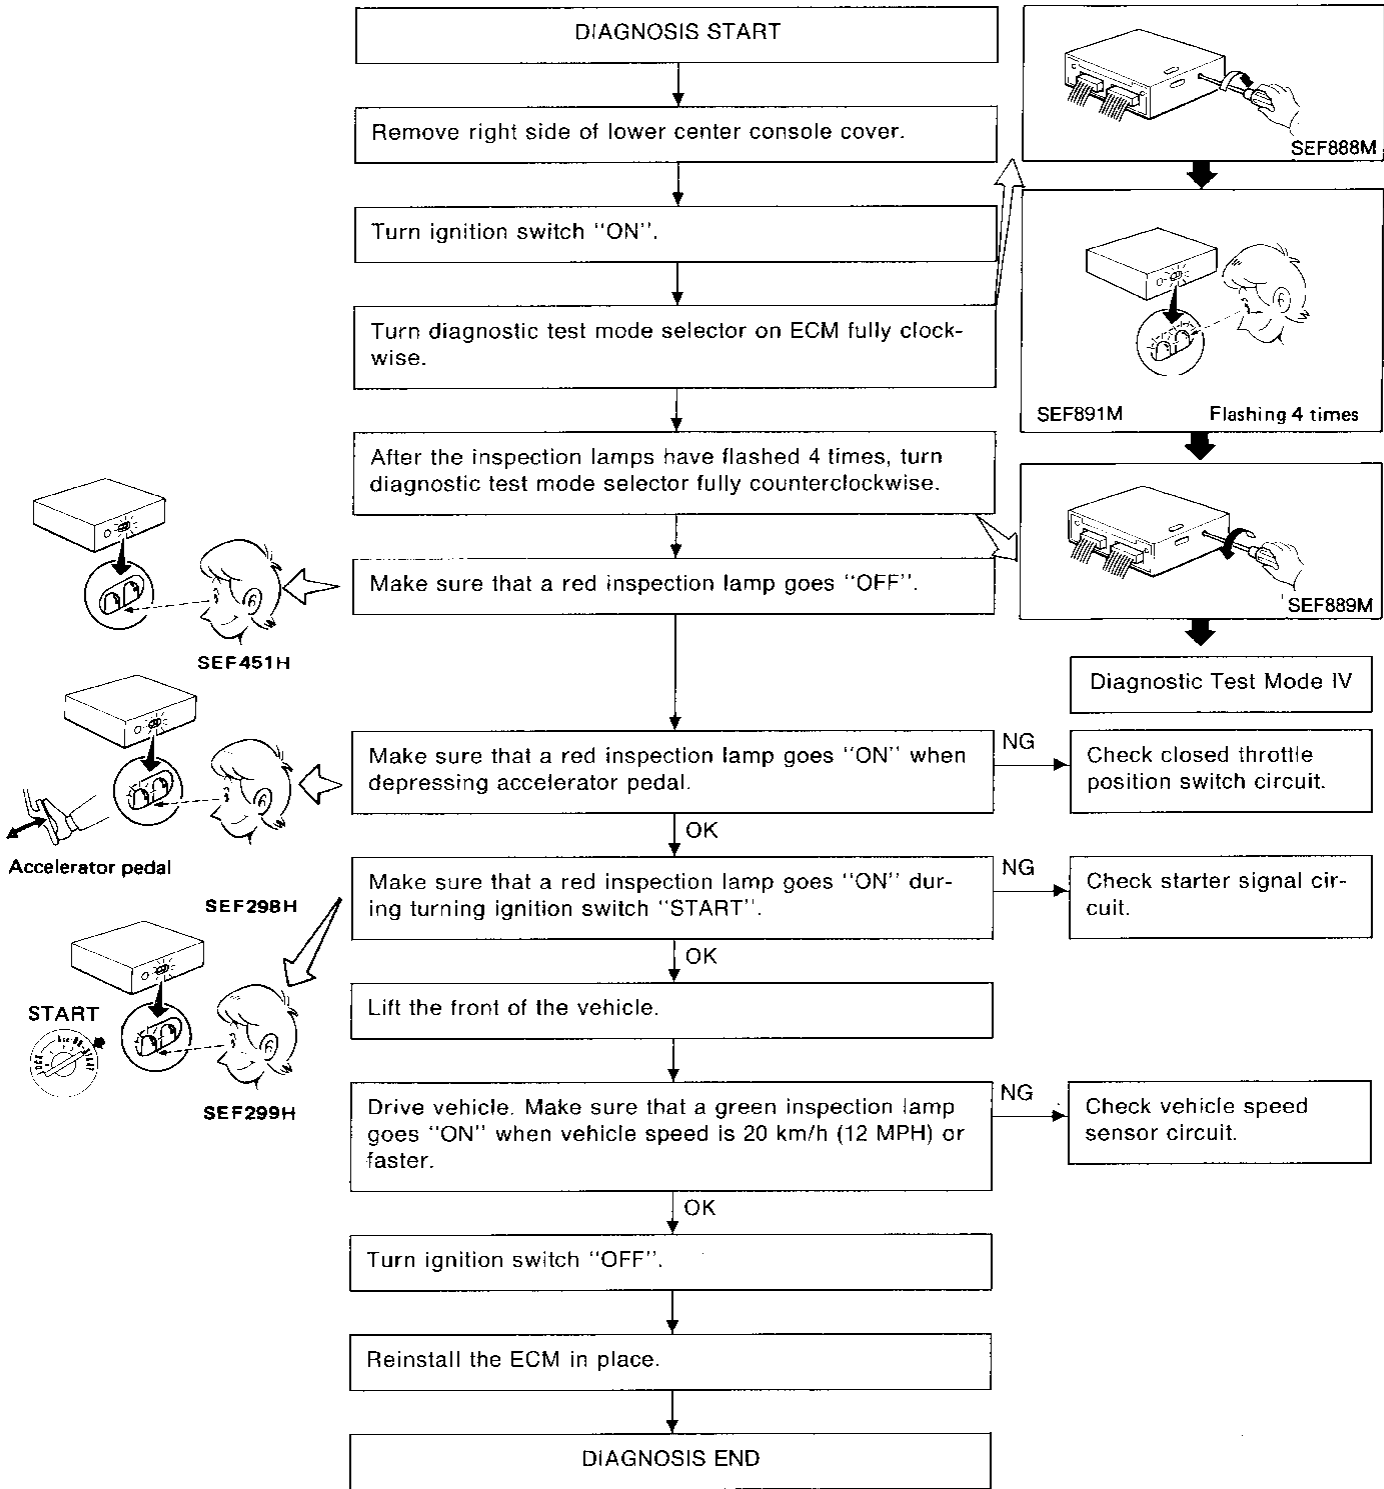 DIAGNOSIS START
Remove right side of lower center console cover.
Turn ignition switch "ON".
Turn diagnostic test mode selector on ECM fully clock-
wise.
After the inspection lamps have flashed 4 times, turn
diagnostic test mode selector fully counterclockwise.
Make sure that a red inspection lamp goes "OFF".
Make sure that a red inspection lamp goes "ON" when
depressing accelerator pedal.
NG
Check closed throttle
position switch circuit.
OK
Make sure that a red inspection lamp goes "ON" dur-
ing turning ignition switch "START".
NG
Check starter signal cir-
cuit.
OK
Lift the front of the vehicle.
Drive vehicle. Make sure that a green inspection lamp
goes "ON" when vehicle speed is 20 km/h (12 MPH) or
faster.
NG
Check vehicle speed
sensor circuit.
OK
Turn ignition switch "OFF".
Reinstall the ECM in place.
DIAGNOSIS END
SEF888M
SEF891M
Flashing 4 times
SEF889M
Diagnostic Test Mode IV
SEF451H
Accelerator pedal
SEF298H
START
SEF299H